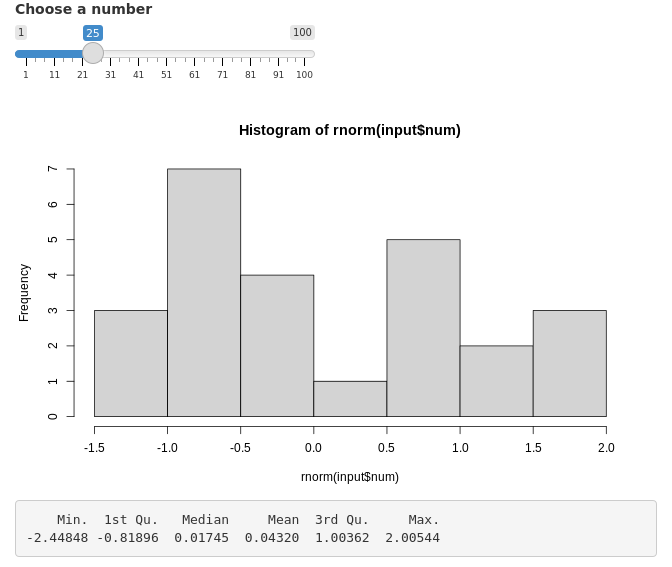 Choose a number
1 25 100
1 11 21 31 41 51 61 71 81 91 100
Histogram of rnorm(input$num)
Frequency
7
6
5
4
3
2
1
0
-1.5 -1.0 -0.5 0.0 0.5 1.0 1.5 2.0
rnorm(input$num)
Min. 1st Qu. Median Mean 3rd Qu. Max.
-2.44848 -0.81896 0.01745 0.04320 1.00362 2.00544